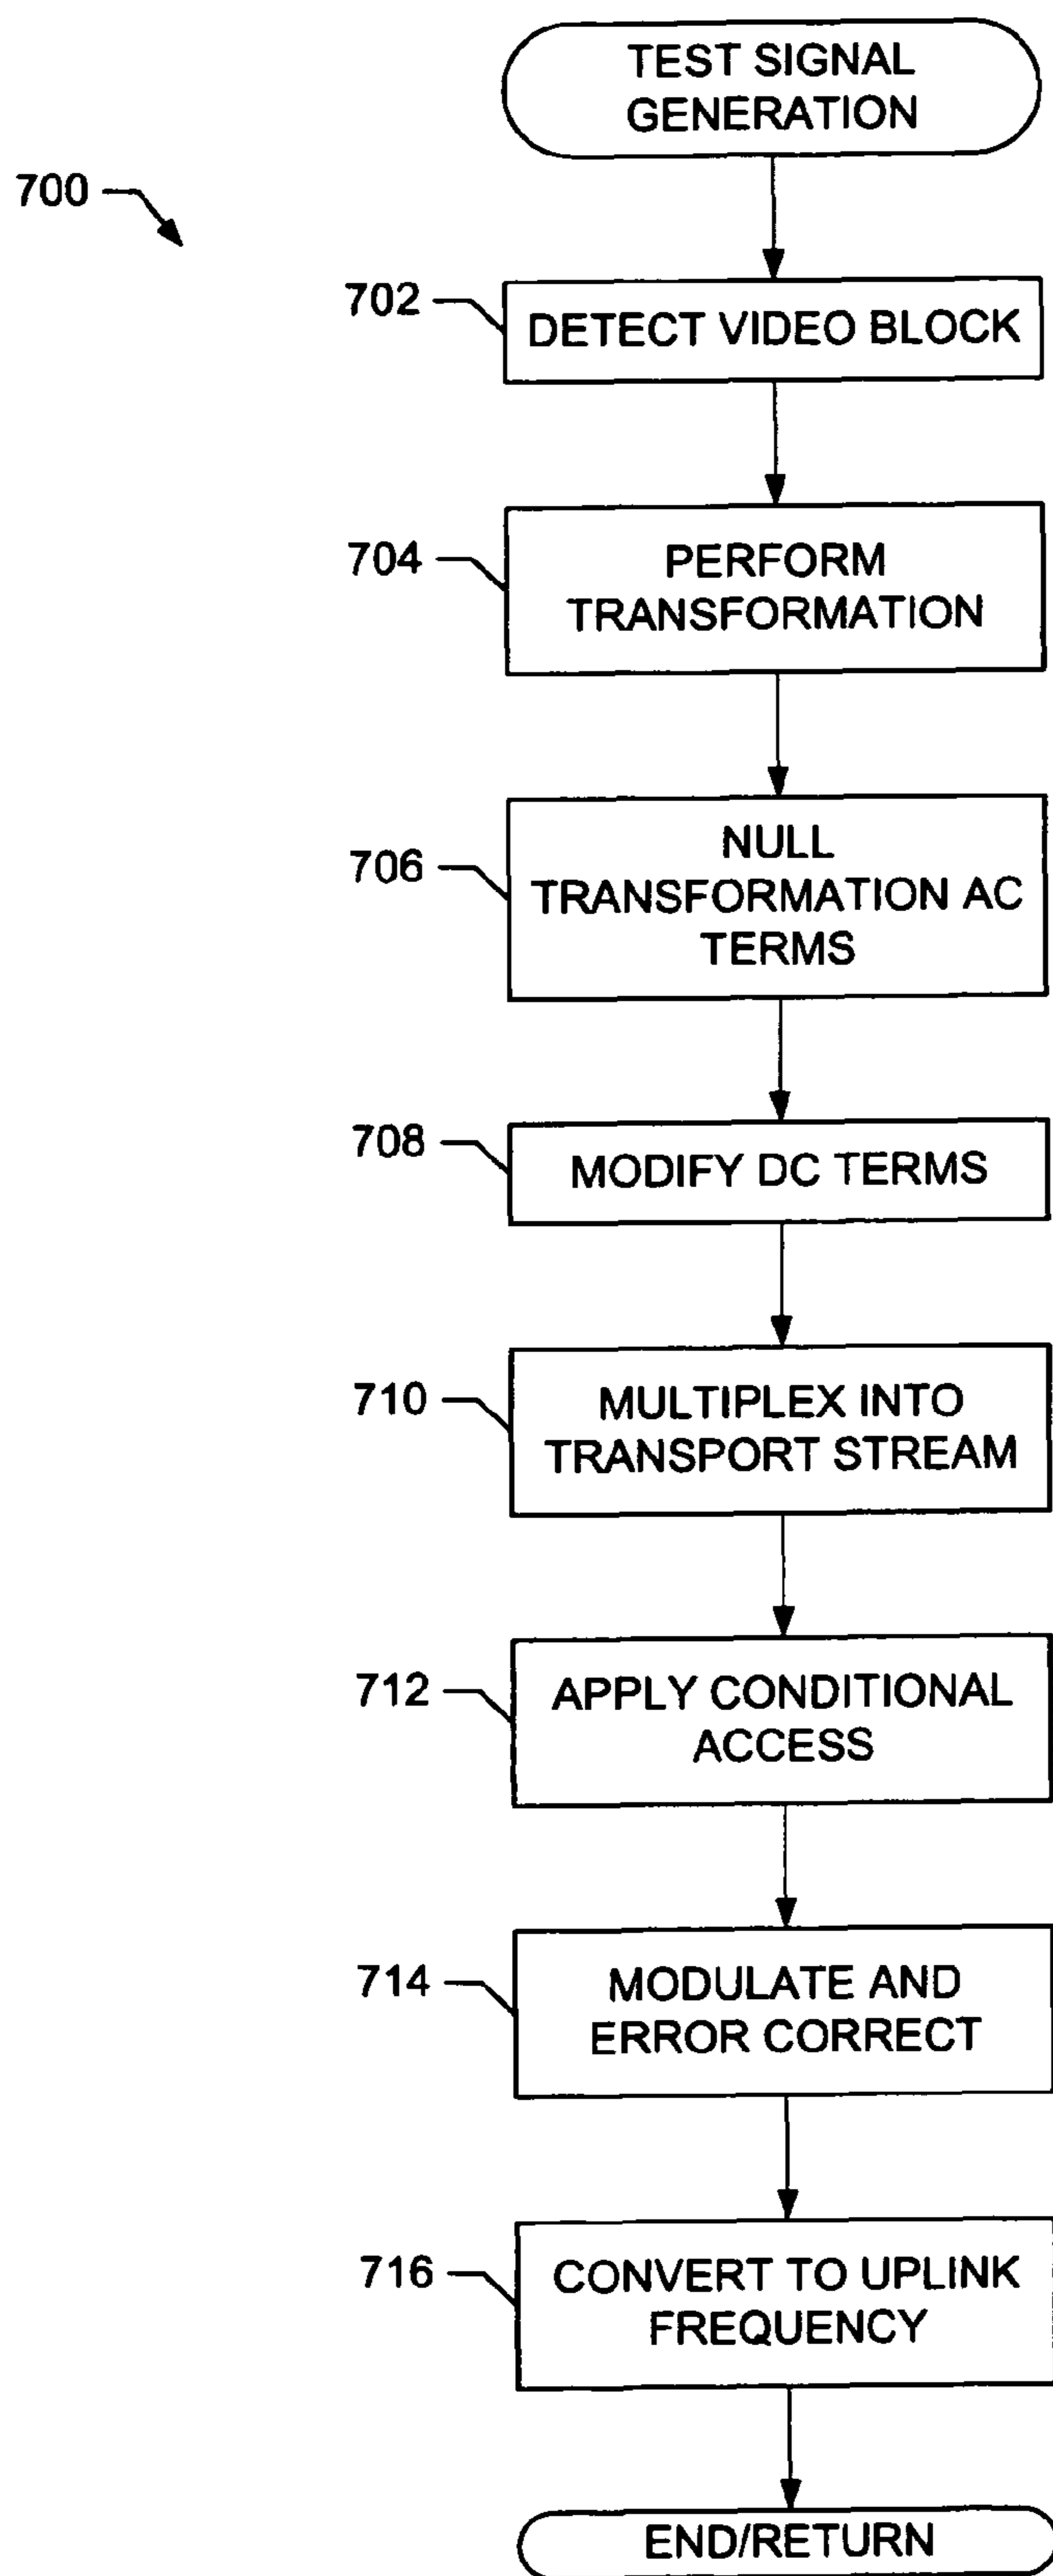 TEST SIGNAL
GENERATION
700
702
DETECT VIDEO BLOCK
704
PERFORM
TRANSFORMATION
706
NULL
TRANSFORMATION AC
TERMS
708
MODIFY DC TERMS
710
MULTIPLEX INTO
TRANSPORT STREAM
712
APPLY CONDITIONAL
ACCESS
714
MODULATE AND
ERROR CORRECT
716
CONVERT TO UPLINK
FREQUENCY
END/RETURN